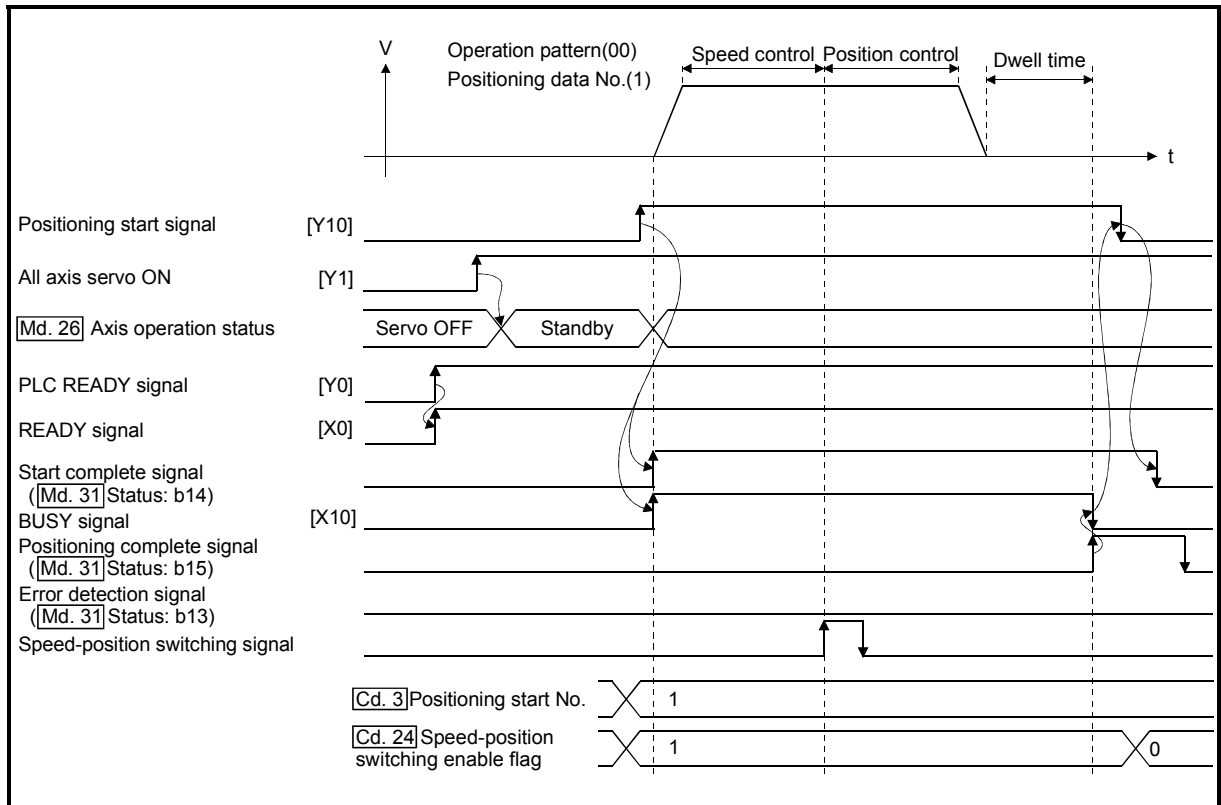 V
Operation pattern(00)
Positioning data No.(1)
Speed control Position control
Dwell time
t
Positioning start signal [Y10]
All axis servo ON [Y1]
Md. 26 Axis operation status Servo OFF Standby
PLC READY signal [Y0]
READY signal [X0]
Start complete signal
(Md. 31 Status: b14)
BUSY signal [X10]
Positioning complete signal
(Md. 31 Status: b15)
Error detection signal
(Md. 31 Status: b13)
Speed-position switching signal
Cd. 3 Positioning start No. 1
Cd. 24 Speed-position
switching enable flag 1 0